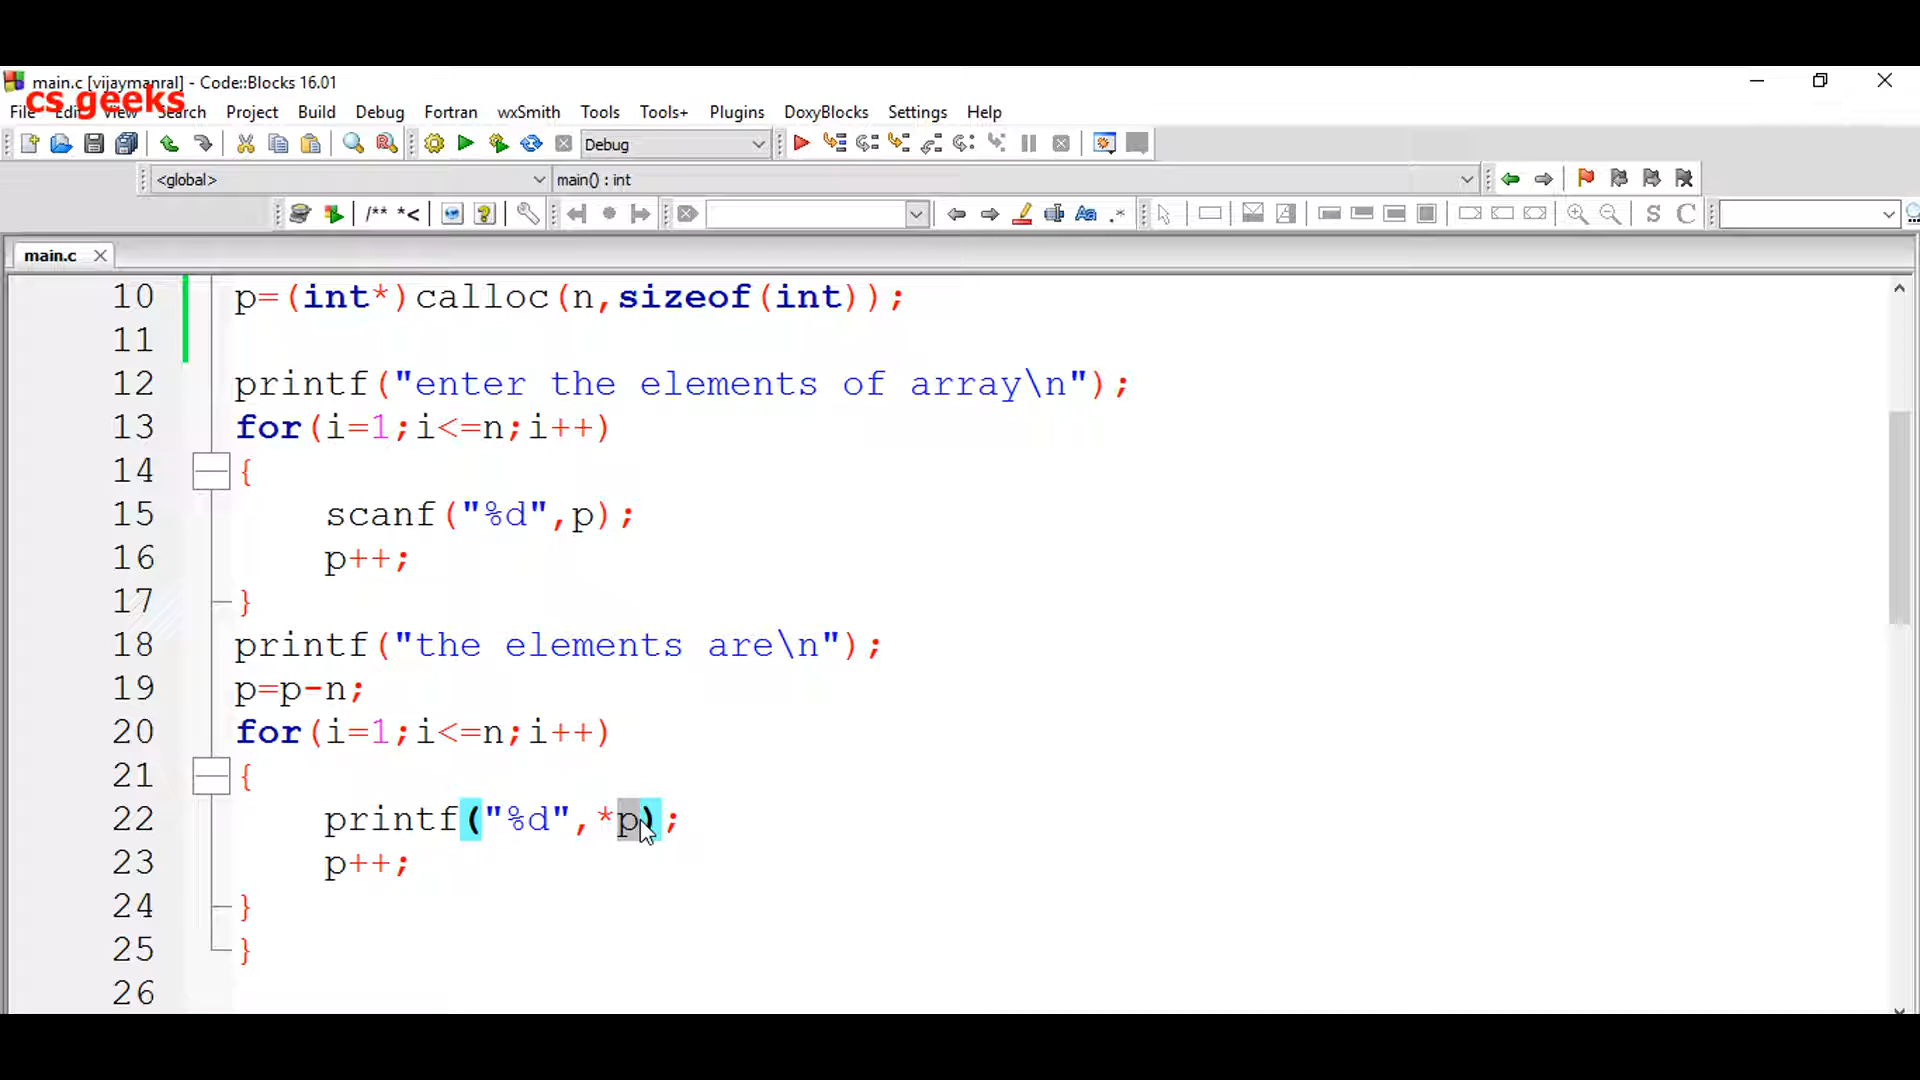 main.c [vijaymanral] - Code::Blocks 16.01
cs geeks
File Edit View Search Project Build Debug Fortran wxSmith Tools Tools+ Plugins DoxyBlocks Settings Help
Debug
<global> main() : int
/** *<
Aa .* S C
main.c
10 p=(int*)calloc(n,sizeof(int));
11
12 printf("enter the elements of array\n");
13 for(i=1;i<=n;i++)
14 {
15 scanf("%d",p);
16 p++;
17 }
18 printf("the elements are\n");
19 p=p-n;
20 for(i=1;i<=n;i++)
21 {
22 printf("%d",*p);
23 p++;
24 }
25 }
26